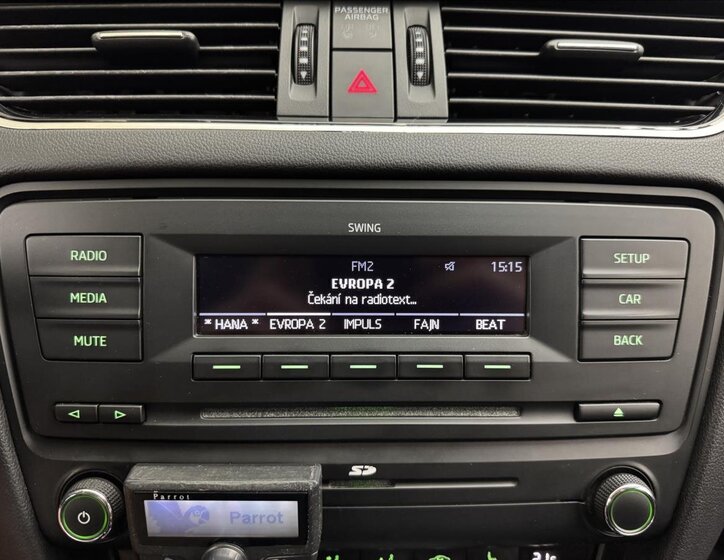 PASSENGER
AIRBAG
SWING
RADIO
MEDIA
MUTE
FM2 15:15
EVROPA 2
Čekání na radiotext...
* HANA * EVROPA 2 IMPULS FAJN BEAT
SETUP
CAR
BACK
SD
Parrot
Parrot